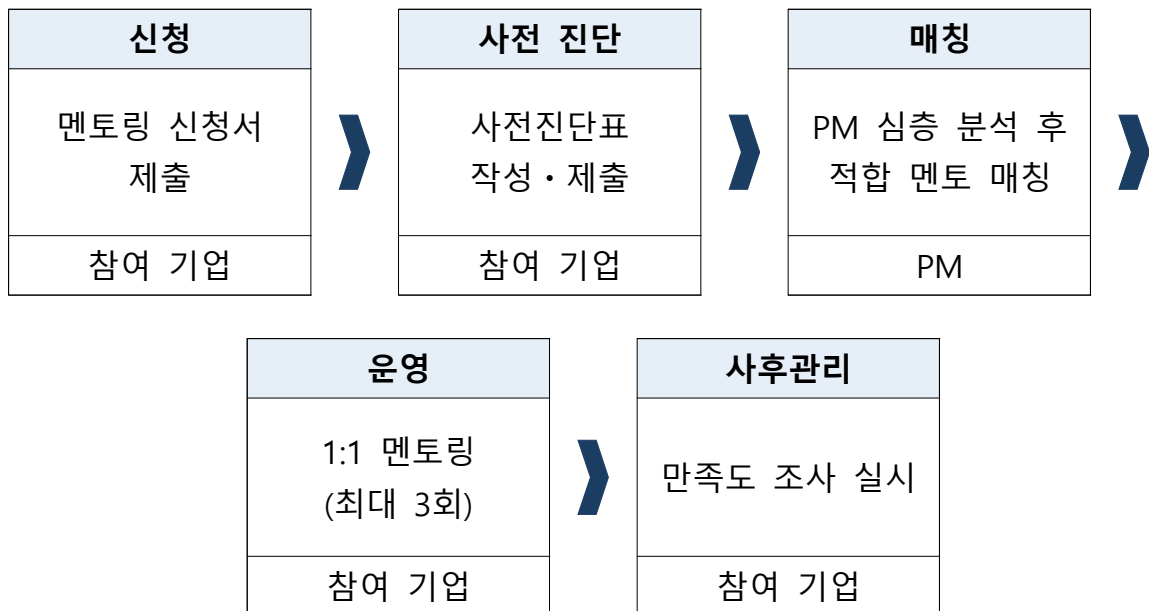 신청
멘토링 신청서
제출
참여 기업
사전 진단
사전진단표
작성・제출
참여 기업
매칭
PM 심층 분석 후
적합 멘토 매칭
PM
운영
1:1 멘토링
(최대 3회)
참여 기업
사후관리
만족도 조사 실시
참여 기업